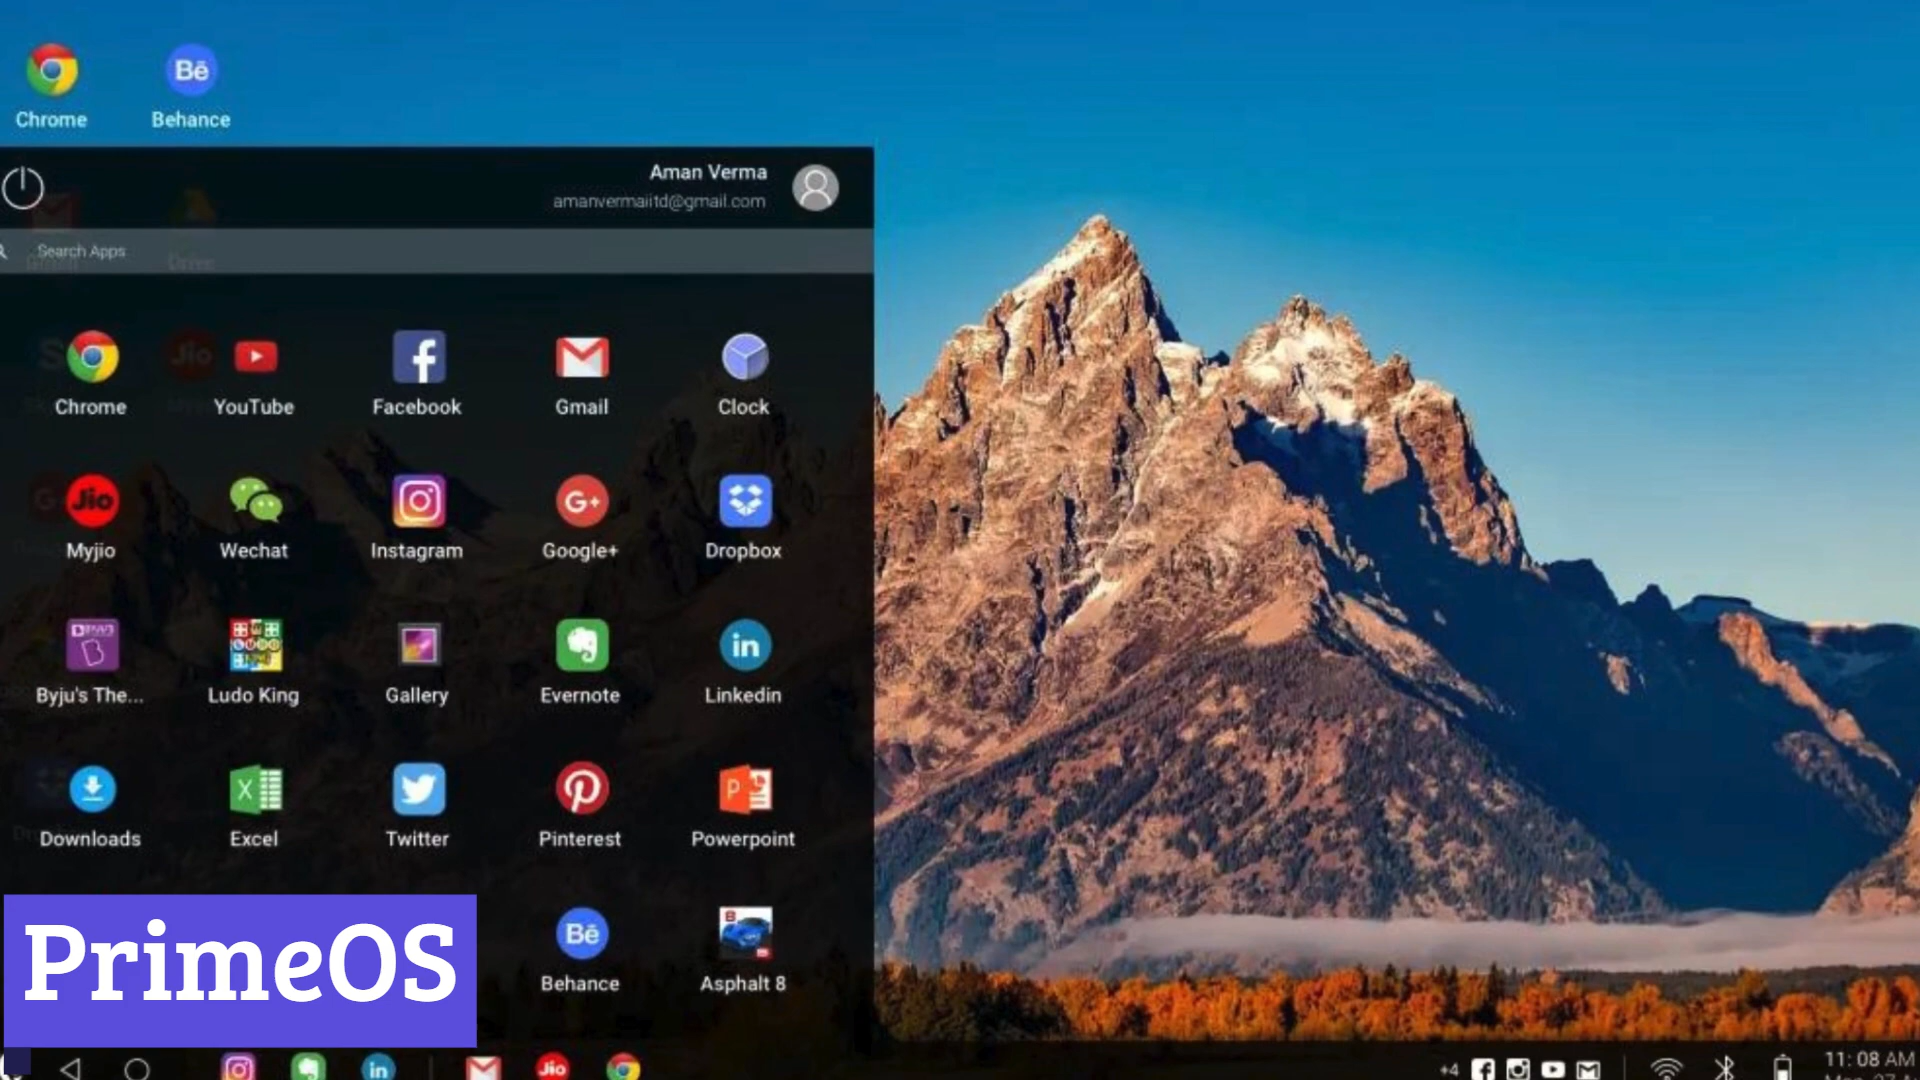 Chrome Behance
Aman Verma
amanvermaiitd@gmail.com
Search Apps
Chrome YouTube Facebook Gmail Clock
Jio
Myjio Wechat Instagram Google+ Dropbox
Byju's The... Ludo King Gallery Evernote Linkedin
Downloads Excel Twitter Pinterest Powerpoint
Behance Asphalt 8
PrimeOS
+4
11:08 AM